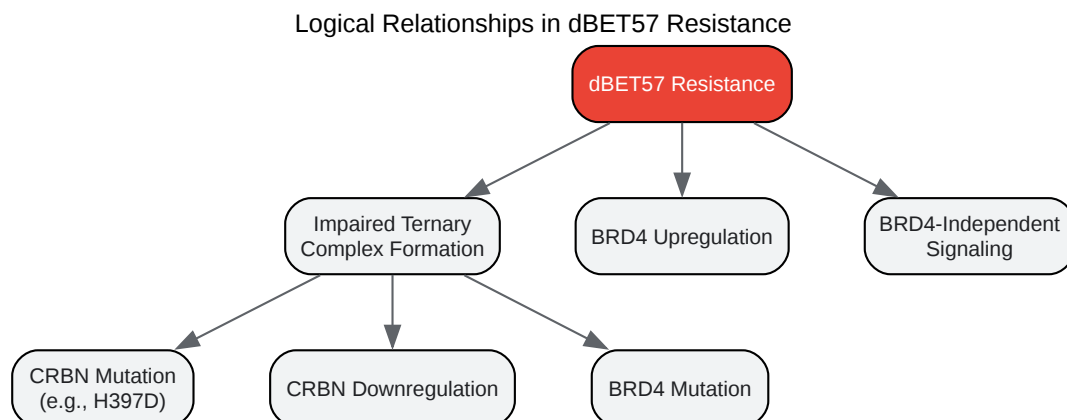 Logical Relationships in dBET57 Resistance
dBET57 Resistance
Impaired Ternary
Complex Formation
BRD4 Upregulation
BRD4-Independent
Signaling
CRBN Mutation
(e.g., H397D)
CRBN Downregulation
BRD4 Mutation